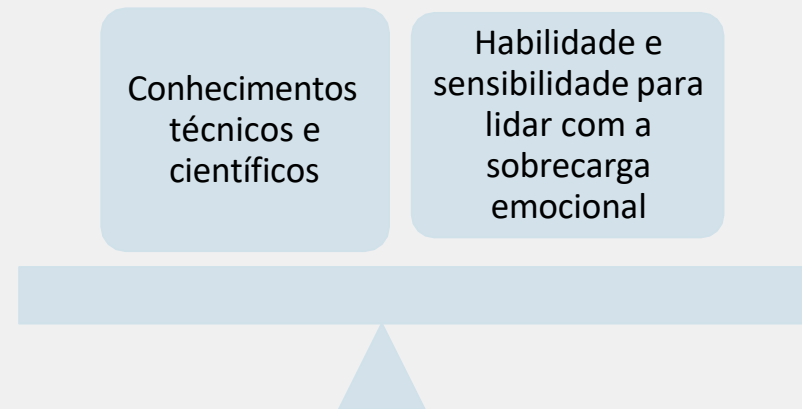 Conhecimentos
técnicos e
científicos
Habilidade e
sensibilidade para
lidar com a
sobrecarga
emocional